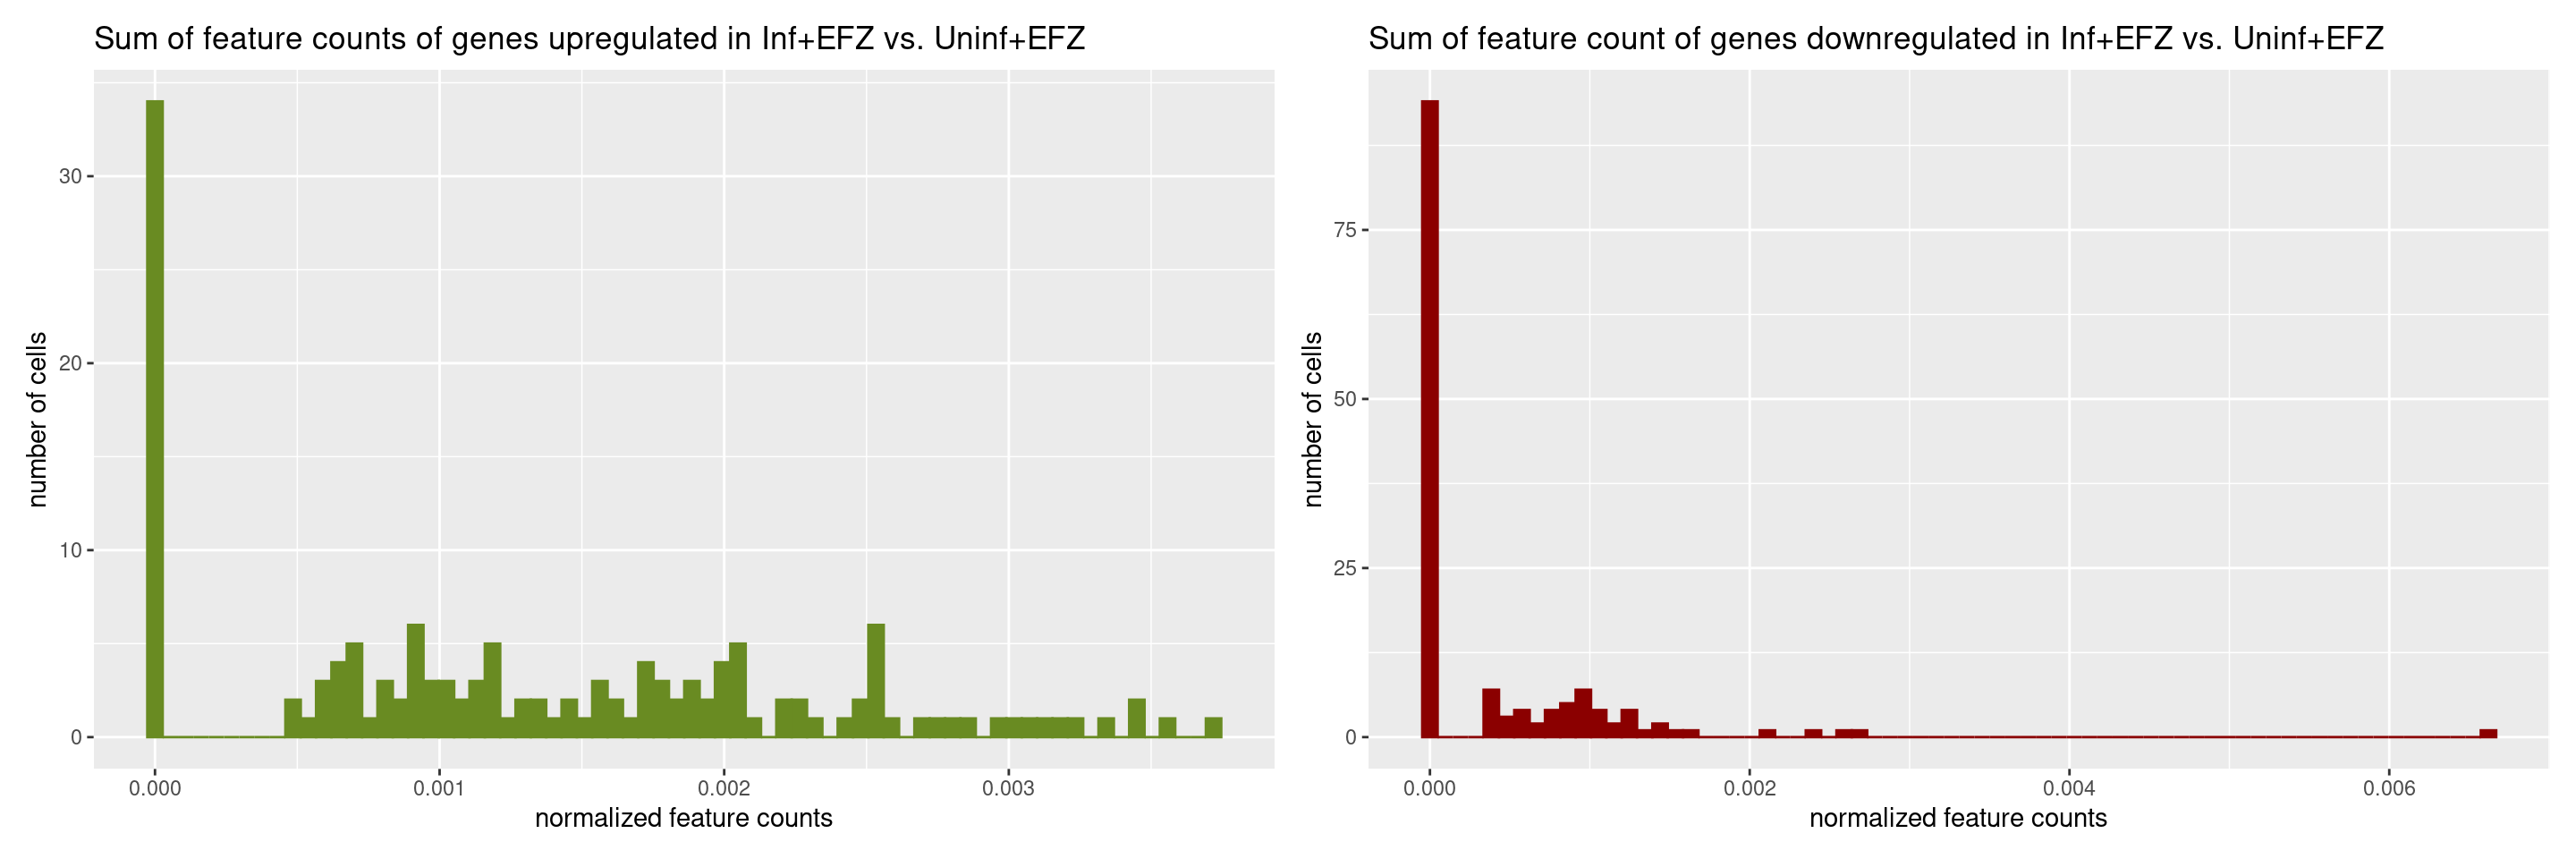 Sum of feature counts of genes upregulated in Inf+EFZ vs. Uninf+EFZ
number of cells
30
20
10
0
0.000 0.001 0.002 0.003
normalized feature counts
Sum of feature count of genes downregulated in Inf+EFZ vs. Uninf+EFZ
number of cells
75
50
25
0
0.000 0.002 0.004 0.006
normalized feature counts